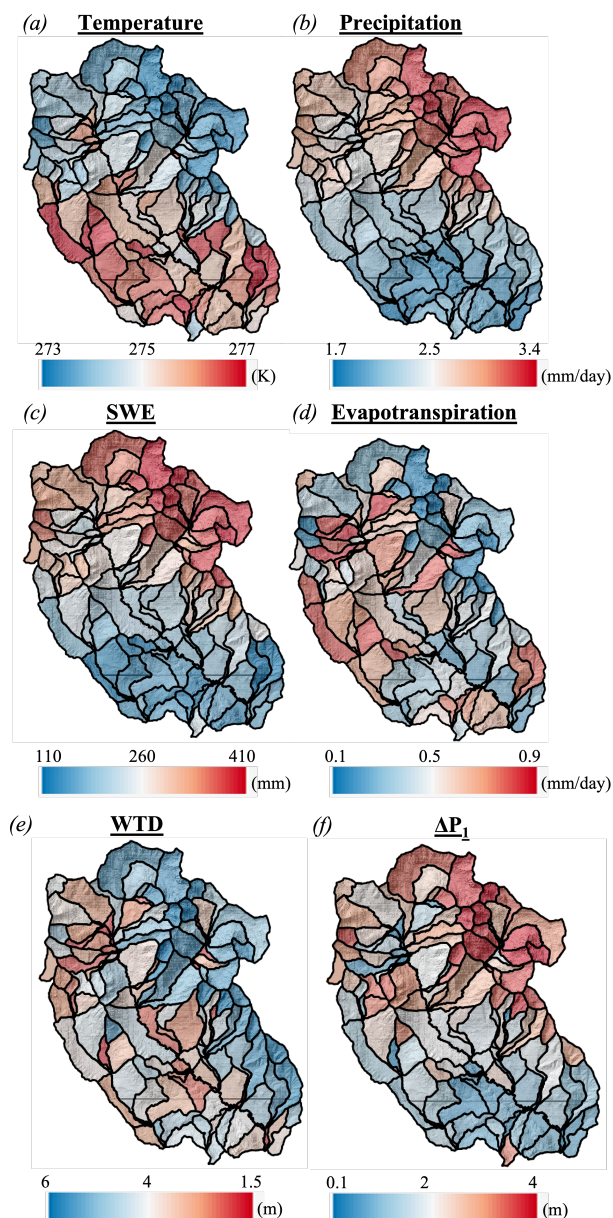 (a) Temperature
(b) Precipitation
273 275 277
(K)
1.7 2.5 3.4
(mm/day)
(c) SWE
(d) Evapotranspiration
110 260 410
(mm)
0.1 0.5 0.9
(mm/day)
(e) WTD
(f) ΔP₁
6 4 1.5
(m)
0.1 2 4
(m)